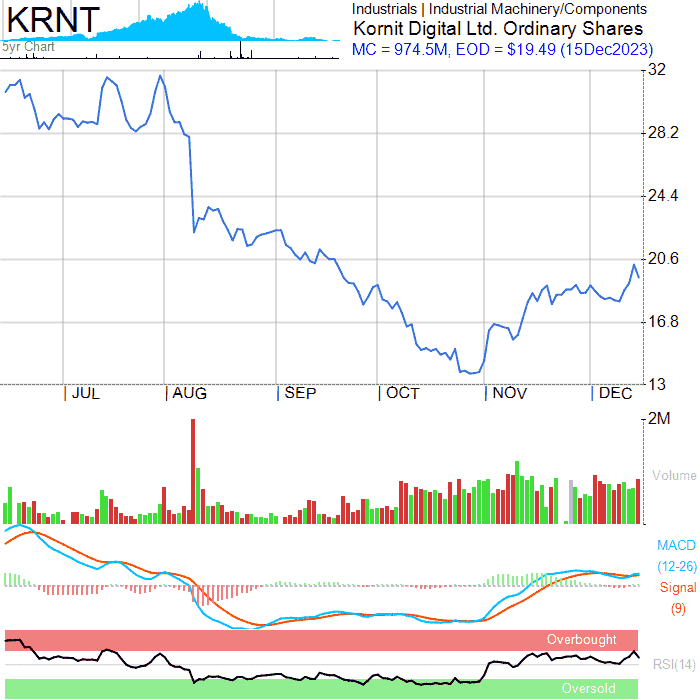 KRNT
5yr Chart
Industrials | Industrial Machinery/Components
Kornit Digital Ltd. Ordinary Shares
MC = 974.5M, EOD = $19.49 (15Dec2023)
32
28.2
24.4
20.6
16.8
13
| JUL | AUG | SEP | OCT | NOV | DEC
2M
Volume
MACD
(12-26)
Signal
(9)
Overbought
RSI(14)
Oversold